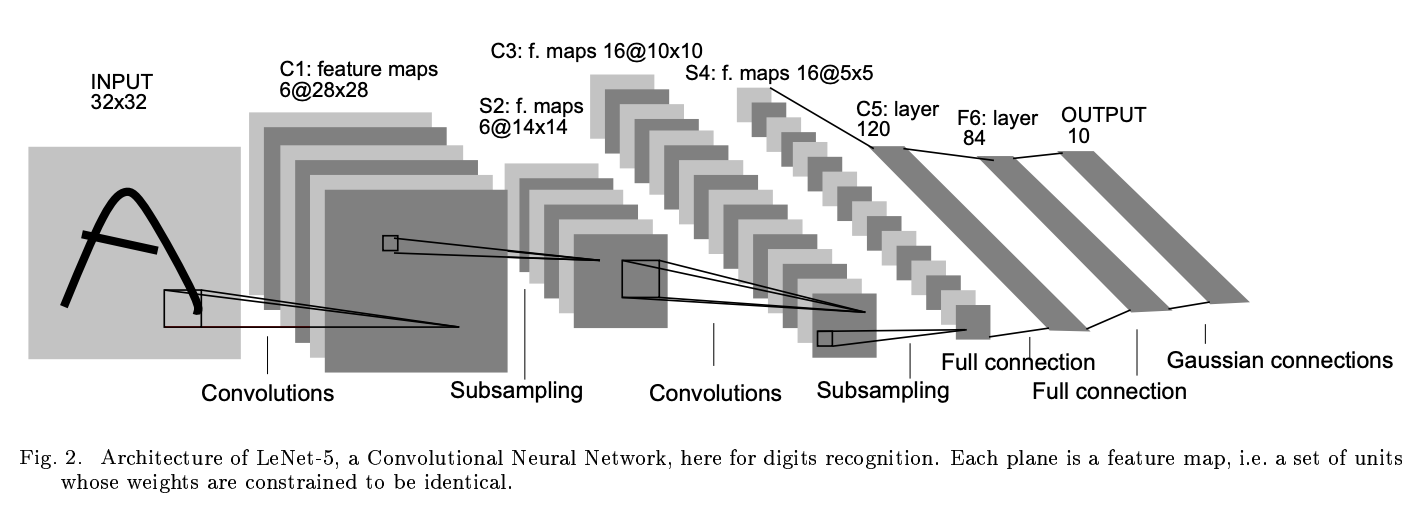 INPUT
32x32
C1: feature maps
6@28x28
S2: f. maps
6@14x14
C3: f. maps 16@10x10
S4: f. maps 16@5x5
C5: layer
120
F6: layer
84
OUTPUT
10
Convolutions
Subsampling
Convolutions
Subsampling
Full connection
Full connection
Gaussian connections
Fig. 2. Architecture of LeNet-5, a Convolutional Neural Network, here for digits recognition. Each plane is a feature map, i.e. a set of units
whose weights are constrained to be identical.